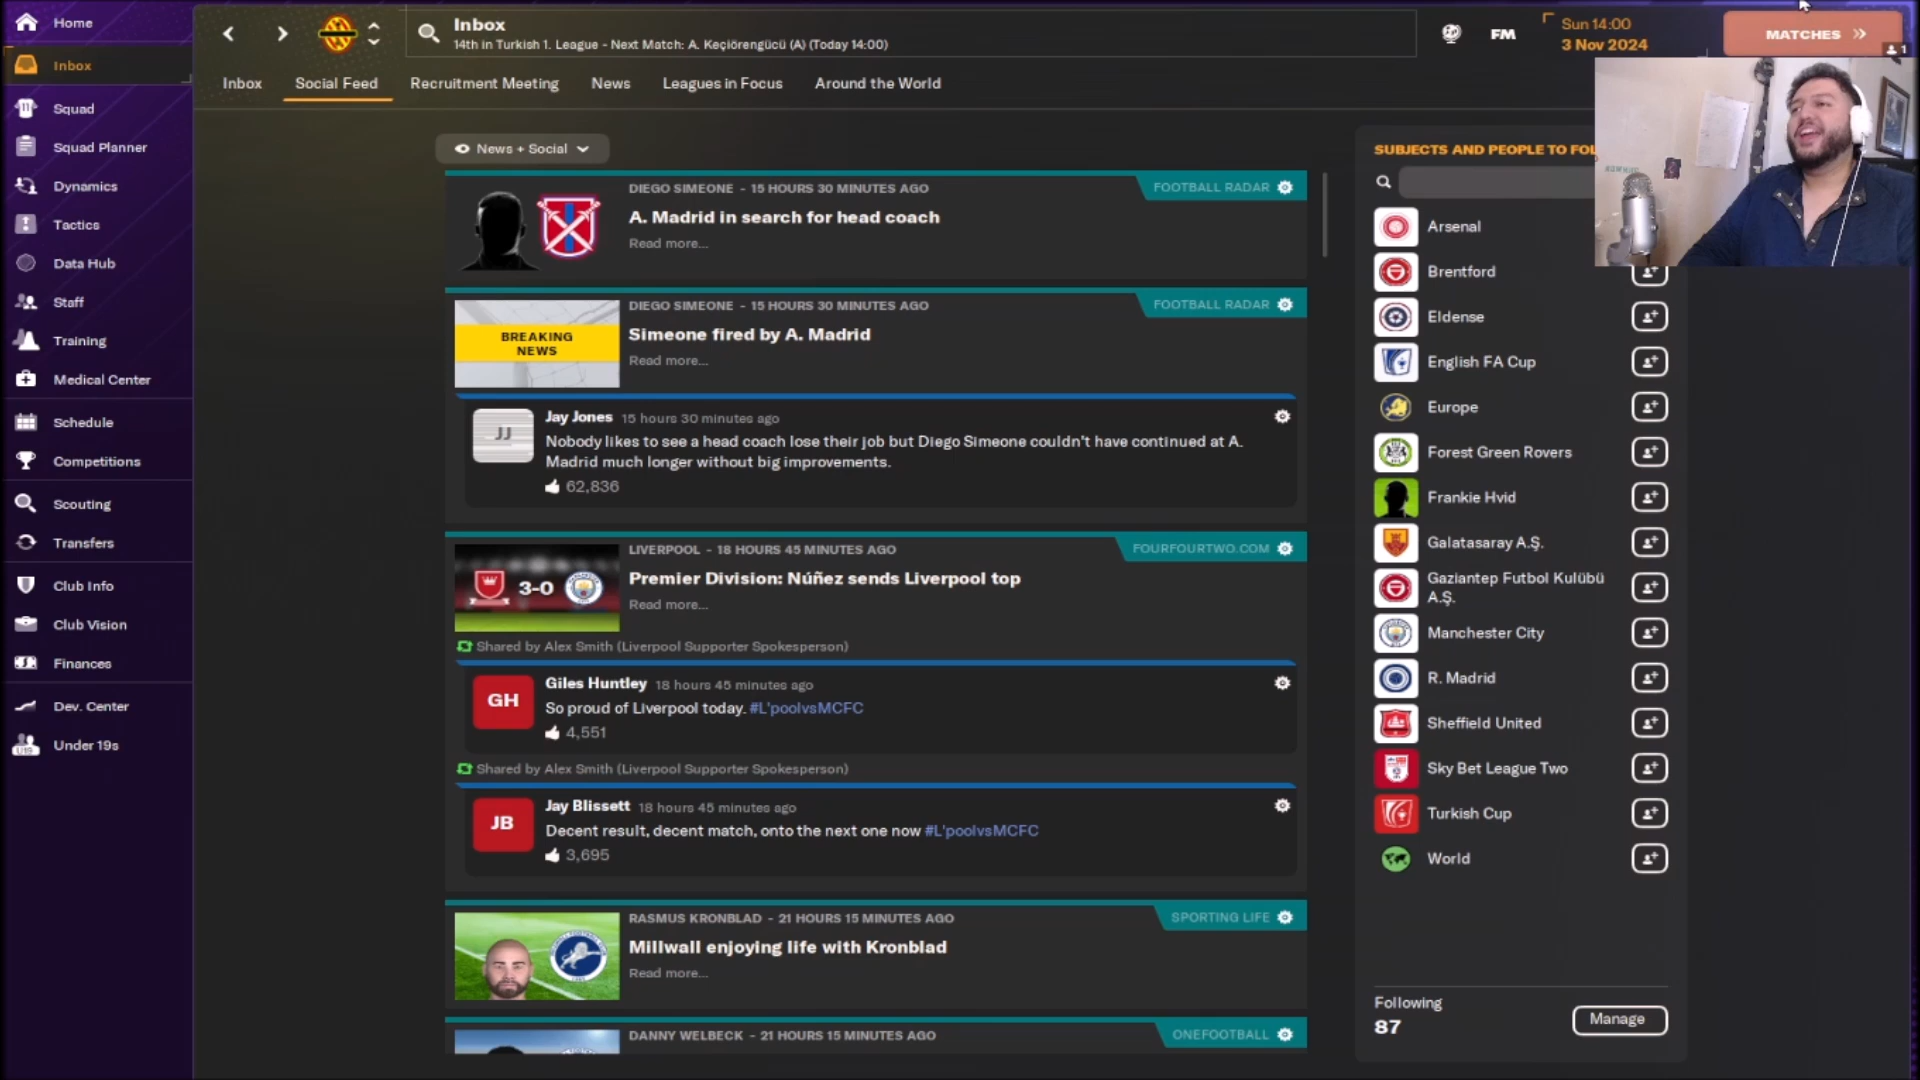 Home
Inbox
Squad
Squad Planner
Dynamics
Tactics
Data Hub
Staff
Training
Medical Center
Schedule
Competitions
Scouting
Transfers
Club Info
Club Vision
Finances
Dev. Center
Under 19s
Inbox
14th in Turkish 1. League - Next Match: A. Keçiörengücü (A) (Today 14:00)
FM
Sun 14:00
3 Nov 2024
MATCHES
1
Inbox
Social Feed
Recruitment Meeting
News
Leagues in Focus
Around the World
News + Social
DIEGO SIMEONE - 15 HOURS 30 MINUTES AGO
FOOTBALL RADAR
A. Madrid in search for head coach
Read more...
DIEGO SIMEONE - 15 HOURS 30 MINUTES AGO
FOOTBALL RADAR
BREAKING
NEWS
Simeone fired by A. Madrid
Read more...
JJ
Jay Jones 15 hours 30 minutes ago
Nobody likes to see a head coach lose their job but Diego Simeone couldn't have continued at A.
Madrid much longer without big improvements.
62,836
LIVERPOOL - 18 HOURS 45 MINUTES AGO
FOURFOURTWO.COM
3-0
Premier Division: Núñez sends Liverpool top
Read more...
Shared by Alex Smith (Liverpool Supporter Spokesperson)
GH
Giles Huntley 18 hours 45 minutes ago
So proud of Liverpool today. #L'poolvsMCFC
4,551
Shared by Alex Smith (Liverpool Supporter Spokesperson)
JB
Jay Blissett 18 hours 45 minutes ago
Decent result, decent match, onto the next one now #L'poolvsMCFC
3,695
RASMUS KRONBLAD - 21 HOURS 15 MINUTES AGO
SPORTING LIFE
Millwall enjoying life with Kronblad
Read more...
DANNY WELBECK - 21 HOURS 15 MINUTES AGO
ONEFOOTBALL
SUBJECTS AND PEOPLE TO FOL
Arsenal
Brentford
Eldense
English FA Cup
Europe
Forest Green Rovers
Frankie Hvid
Galatasaray A.Ş.
Gaziantep Futbol Kulübü
A.Ş.
Manchester City
R. Madrid
Sheffield United
Sky Bet League Two
Turkish Cup
World
Following
87
Manage